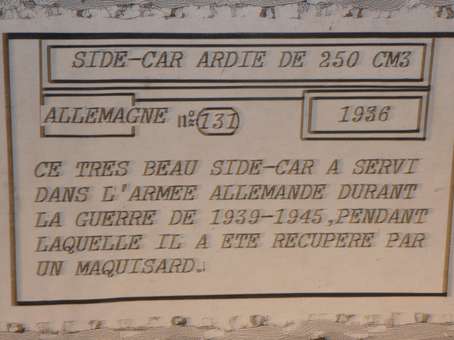 SIDE-CAR ARDIE DE 250 CM3
ALLEMAGNE nº 131 1936
CE TRES BEAU SIDE-CAR A SERVI
DANS L'ARMEE ALLEMANDE DURANT
LA GUERRE DE 1939-1945,PENDANT
LAQUELLE IL A ETE RECUPERE PAR
UN MAQUISARD.